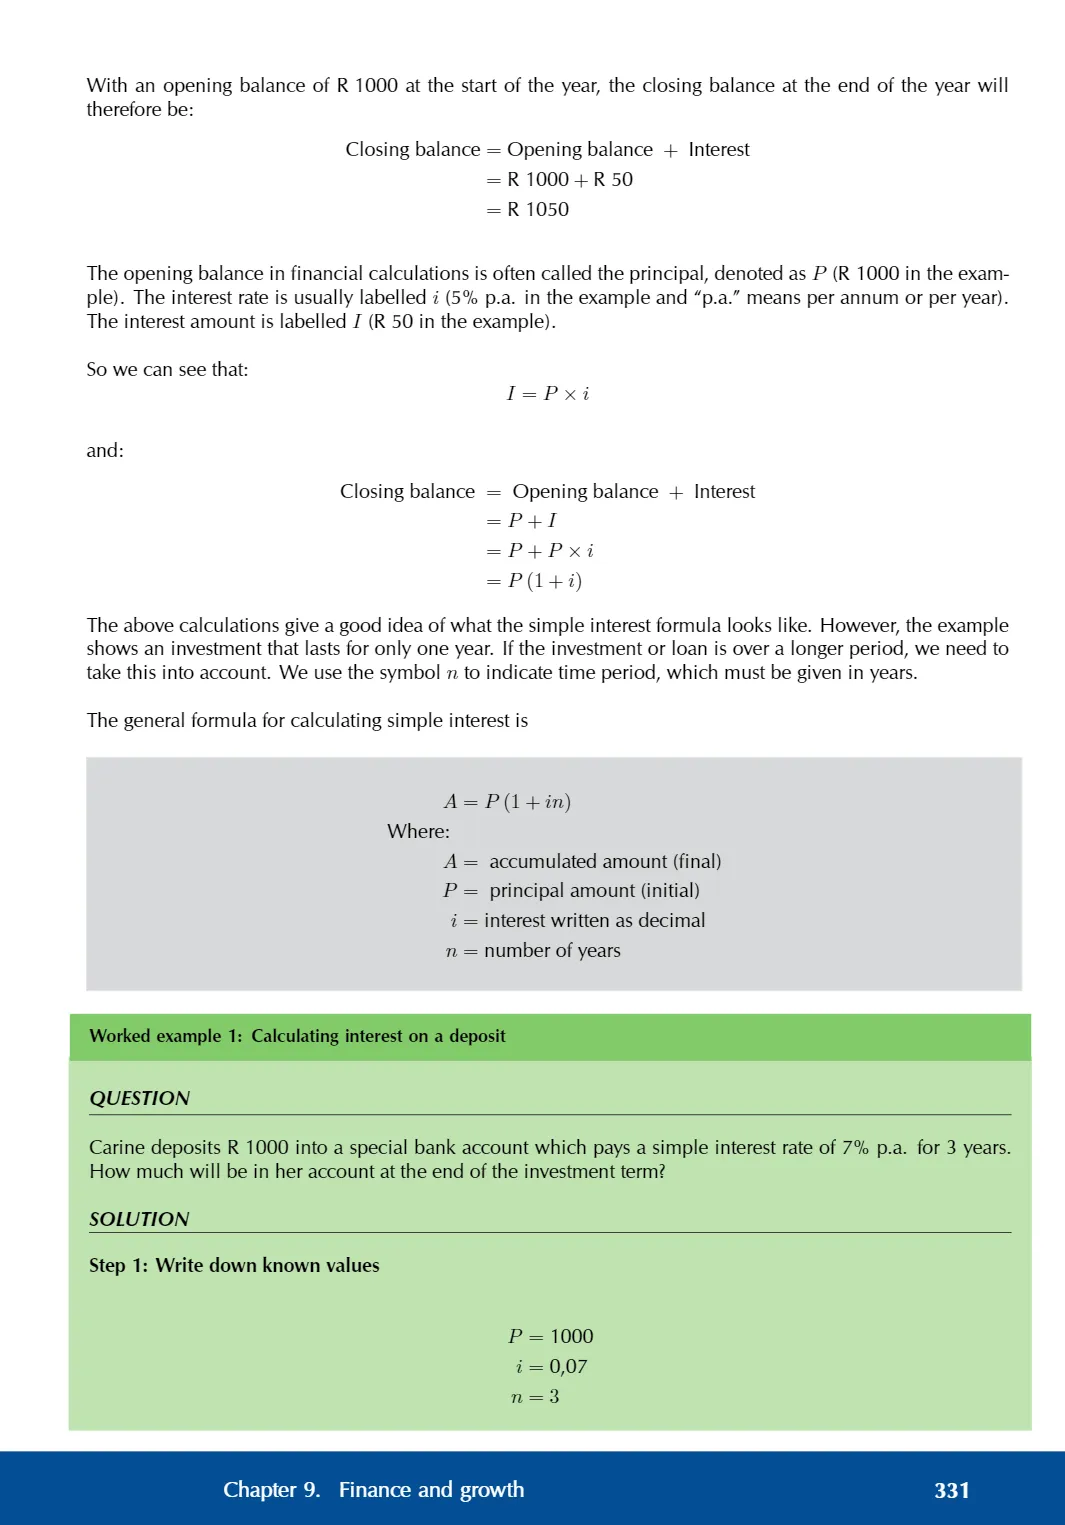 With an opening balance of R 1000 at the start of the year, the closing balance at the end of the year will
therefore be:
Closing balance = Opening balance + Interest
= R 1000 + R 50
= R 1050
The opening balance in financial calculations is often called the principal, denoted as P (R 1000 in the exam-
ple). The interest rate is usually labelled i (5% p.a. in the example and “p.a.” means per annum or per year).
The interest amount is labelled I (R 50 in the example).
So we can see that:
I = P × i
and:
Closing balance = Opening balance + Interest
= P + I
= P + P × i
= P (1 + i)
The above calculations give a good idea of what the simple interest formula looks like. However, the example
shows an investment that lasts for only one year. If the investment or loan is over a longer period, we need to
take this into account. We use the symbol n to indicate time period, which must be given in years.
The general formula for calculating simple interest is
A = P (1 + in)
Where:
A = accumulated amount (final)
P = principal amount (initial)
i = interest written as decimal
n = number of years
Worked example 1: Calculating interest on a deposit
QUESTION
Carine deposits R 1000 into a special bank account which pays a simple interest rate of 7% p.a. for 3 years.
How much will be in her account at the end of the investment term?
SOLUTION
Step 1: Write down known values
P = 1000
i = 0,07
n = 3
Chapter 9. Finance and growth 331